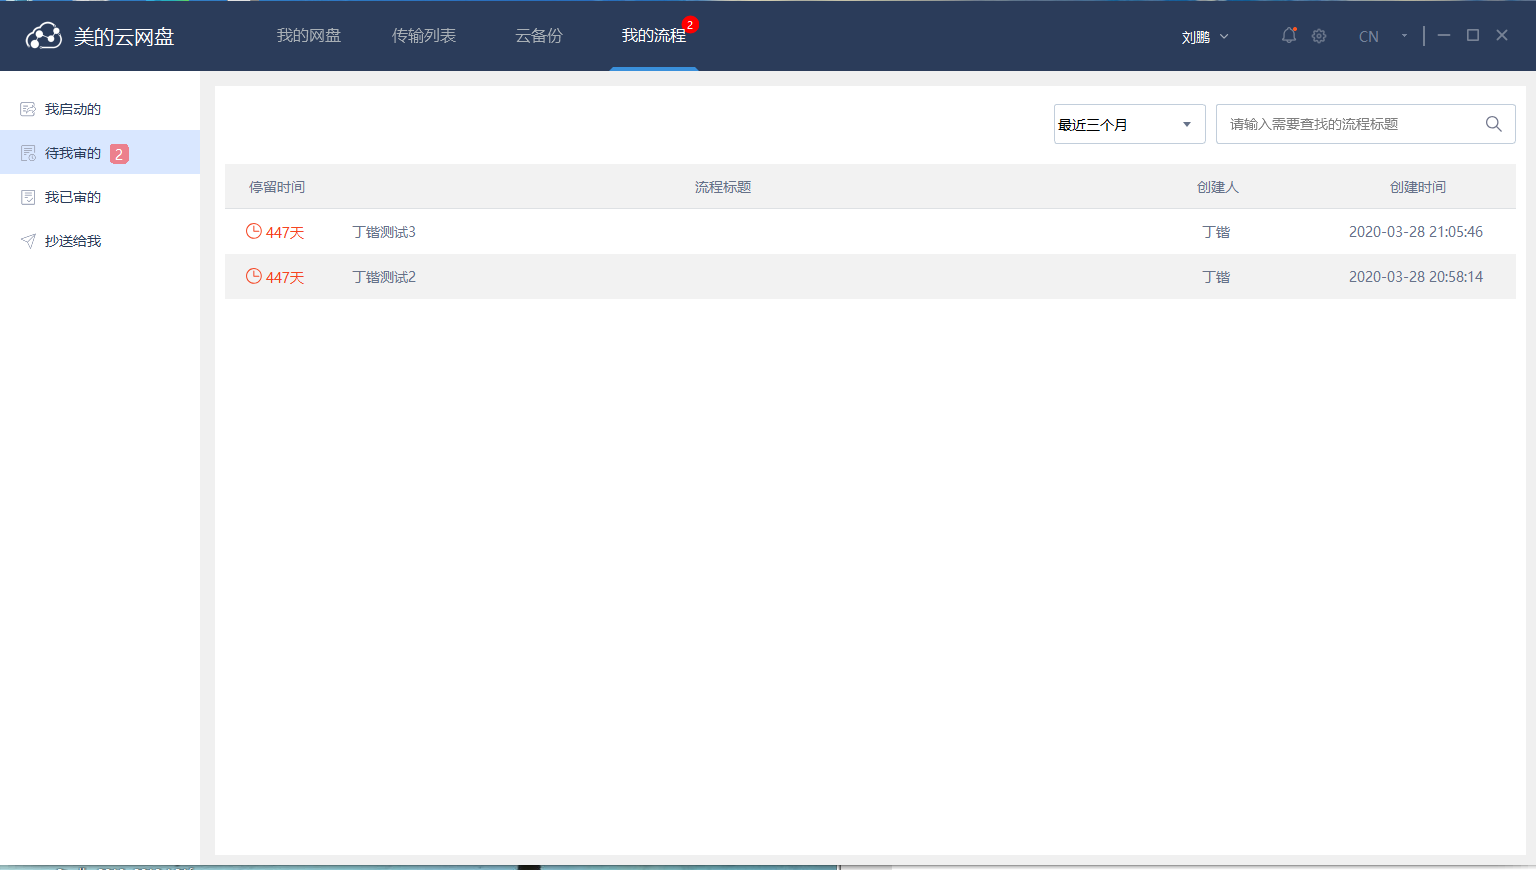 美的云网盘
我的网盘 传输列表 云备份 我的流程 2
刘鹏 CN
我启动的
待我审的 2
我已审的
抄送给我
最近三个月 请输入需要查找的流程标题
停留时间 流程标题 创建人 创建时间
447天 丁锴测试3 丁锴 2020-03-28 21:05:46
447天 丁锴测试2 丁锴 2020-03-28 20:58:14